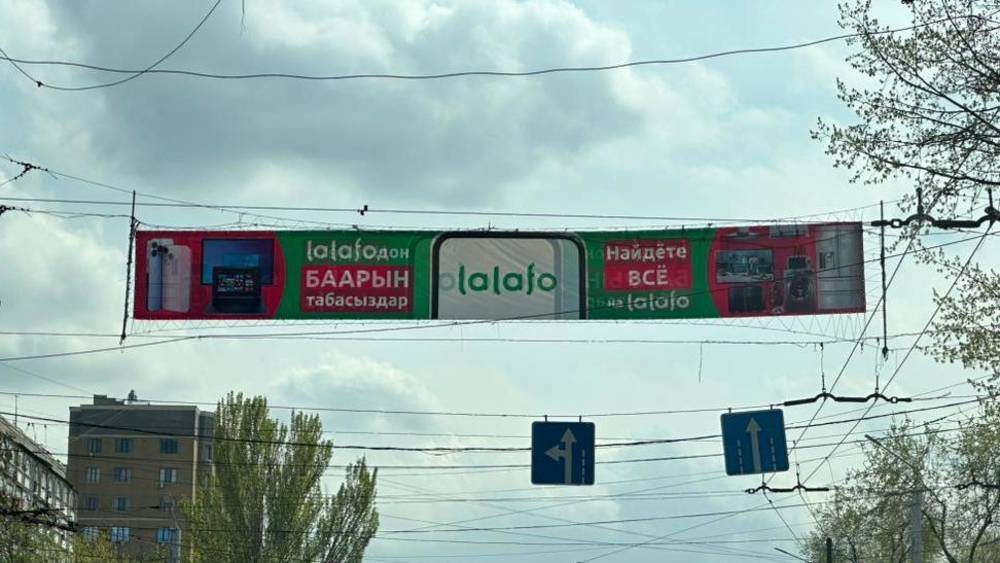 lalafoдон
БААРЫН
табасыздар
lalafo
Найдёте
ВСЁ
на lalafo